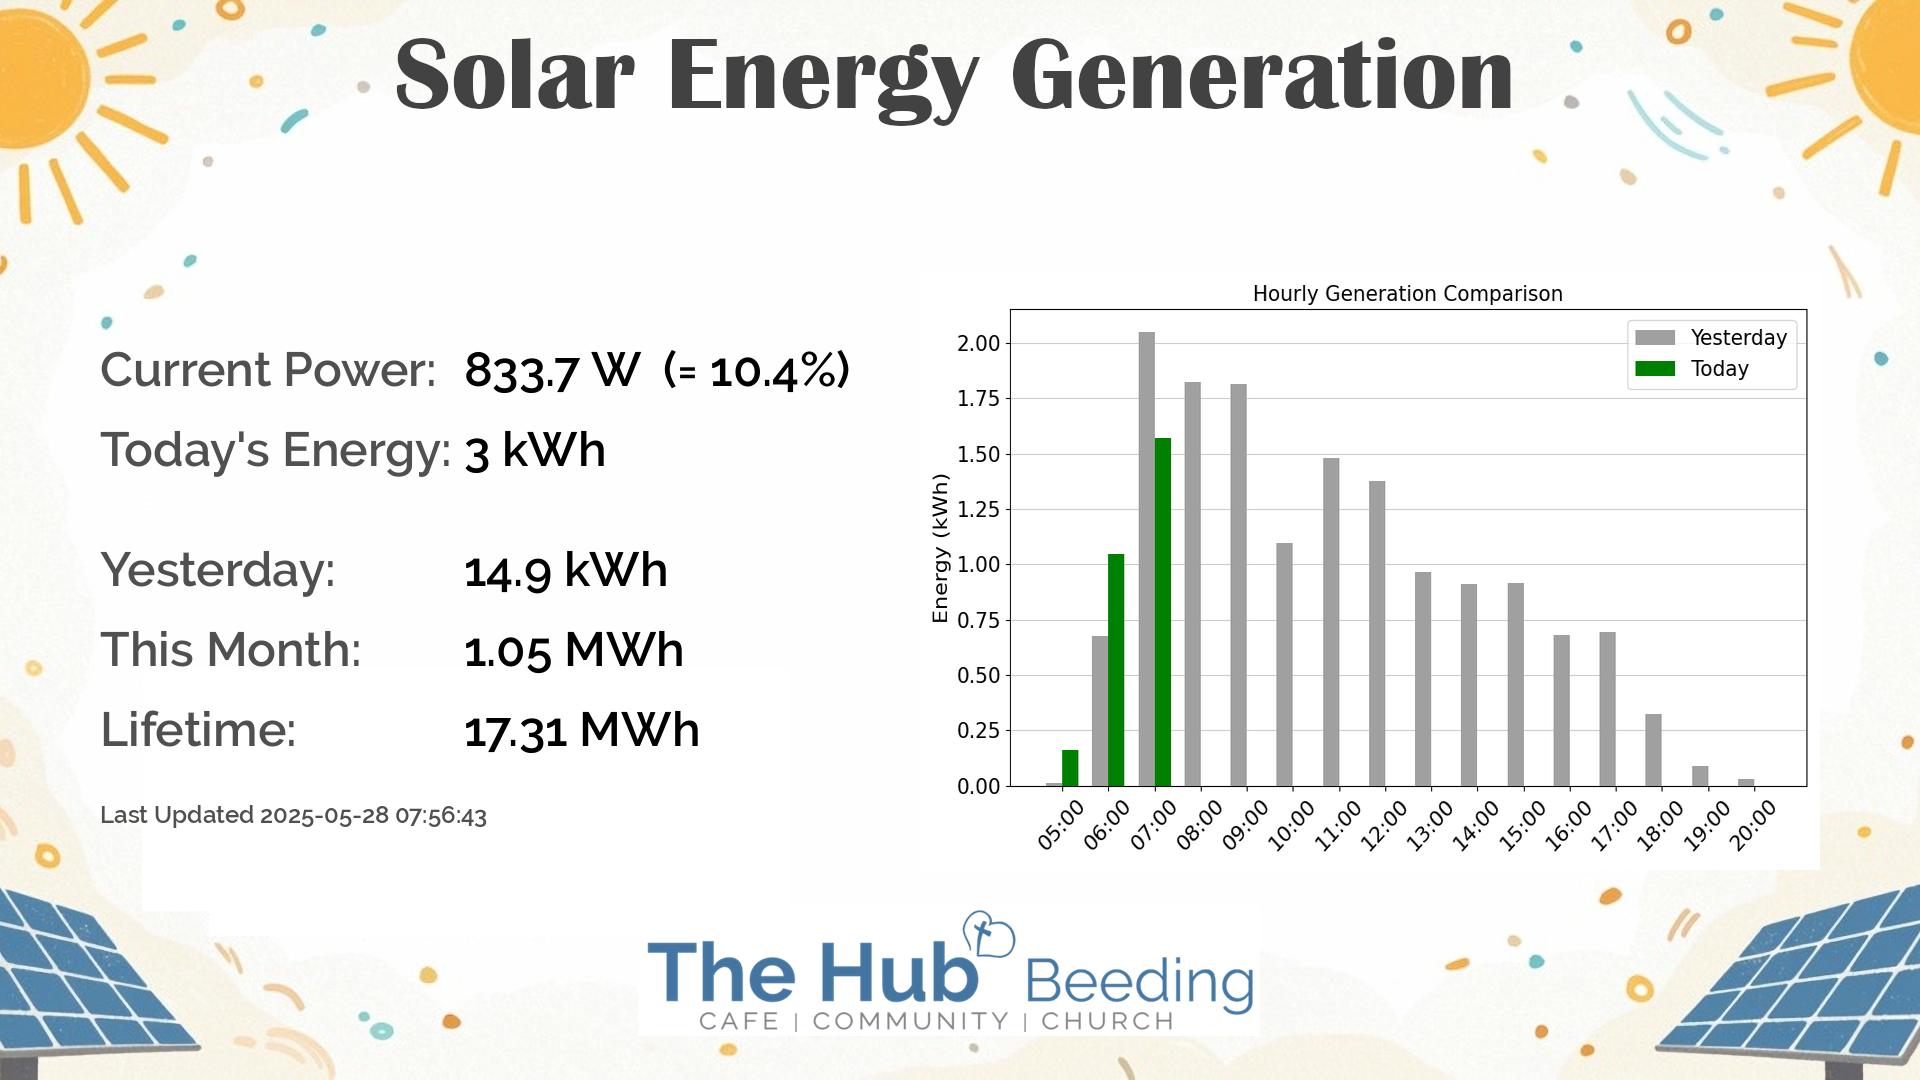 Solar Energy Generation
Current Power: 833.7 W (= 10.4%)
Today's Energy: 3 kWh
Yesterday: 14.9 kWh
This Month: 1.05 MWh
Lifetime: 17.31 MWh
Last Updated 2025-05-28 07:56:43
Hourly Generation Comparison
Yesterday
Today
Energy (kWh)
2.00
1.75
1.50
1.25
1.00
0.75
0.50
0.25
0.00
05:00 06:00 07:00 08:00 09:00 10:00 11:00 12:00 13:00 14:00 15:00 16:00 17:00 18:00 19:00 20:00
The Hub Beeding
CAFE | COMMUNITY | CHURCH